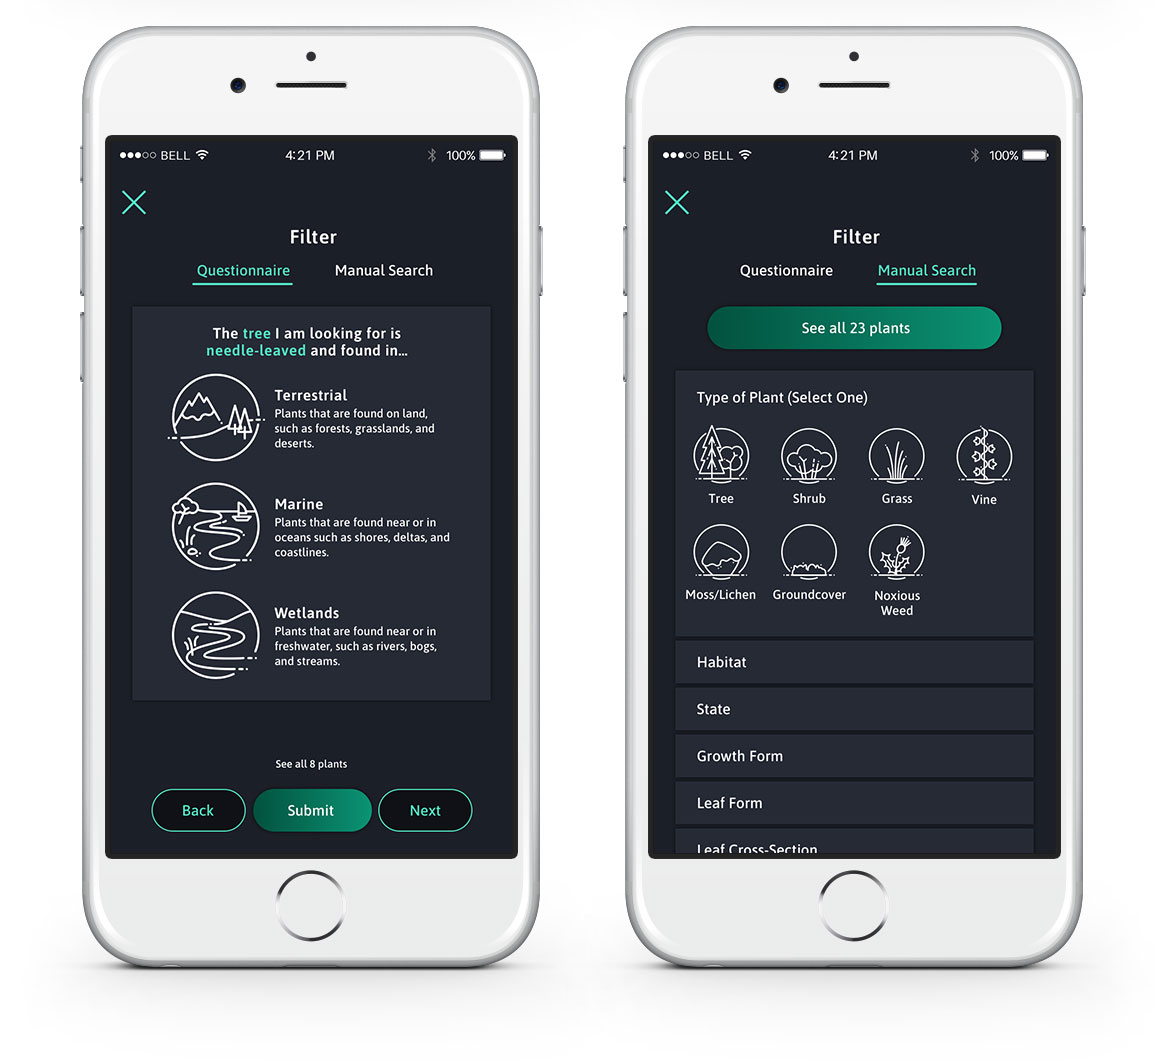 BELL
4:21 PM
100%
Filter
Questionnaire
Manual Search
The tree I am looking for is
needle-leaved and found in...
Terrestrial
Plants that are found on land,
such as forests, grasslands, and
deserts.
Marine
Plants that are found near or in
oceans such as shores, deltas, and
coastlines.
Wetlands
Plants that are found near or in
freshwater, such as rivers, bogs,
and streams.
See all 8 plants
Back
Submit
Next
BELL
4:21 PM
100%
Filter
Questionnaire
Manual Search
See all 23 plants
Type of Plant (Select One)
Tree
Shrub
Grass
Vine
Moss/Lichen
Groundcover
Noxious
Weed
Habitat
State
Growth Form
Leaf Form
Leaf Cross-Section